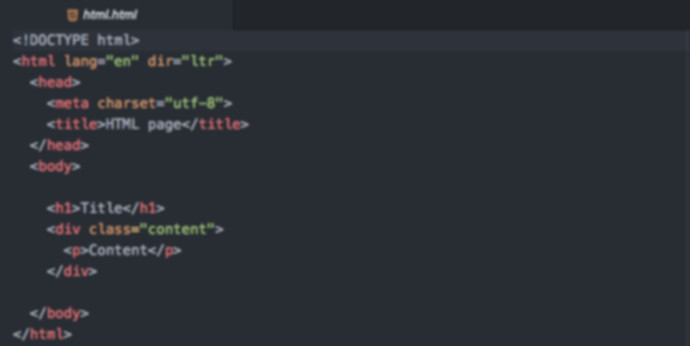 html.html
<!DOCTYPE html>
<html lang="en" dir="ltr">
<head>
<meta charset="utf-8">
<title>HTML page</title>
</head>
<body>
<h1>Title</h1>
<div class="content">
<p>Content</p>
</div>
</body>
</html>